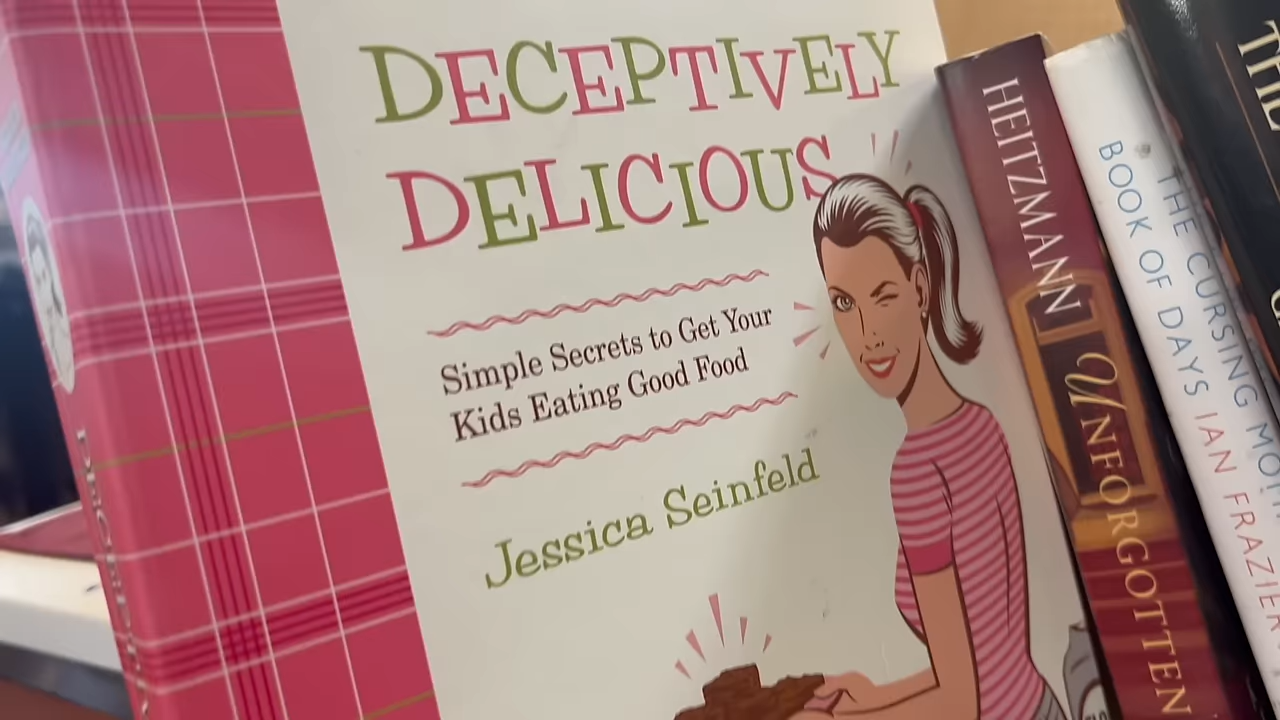 DECEPTIVELY
DELICIOUS
Simple Secrets to Get Your
Kids Eating Good Food
Jessica Seinfeld
HEITZMANN
UNFORGOTTEN
THE CURSING
BOOK OF DAYS IAN FRAZIER
THE